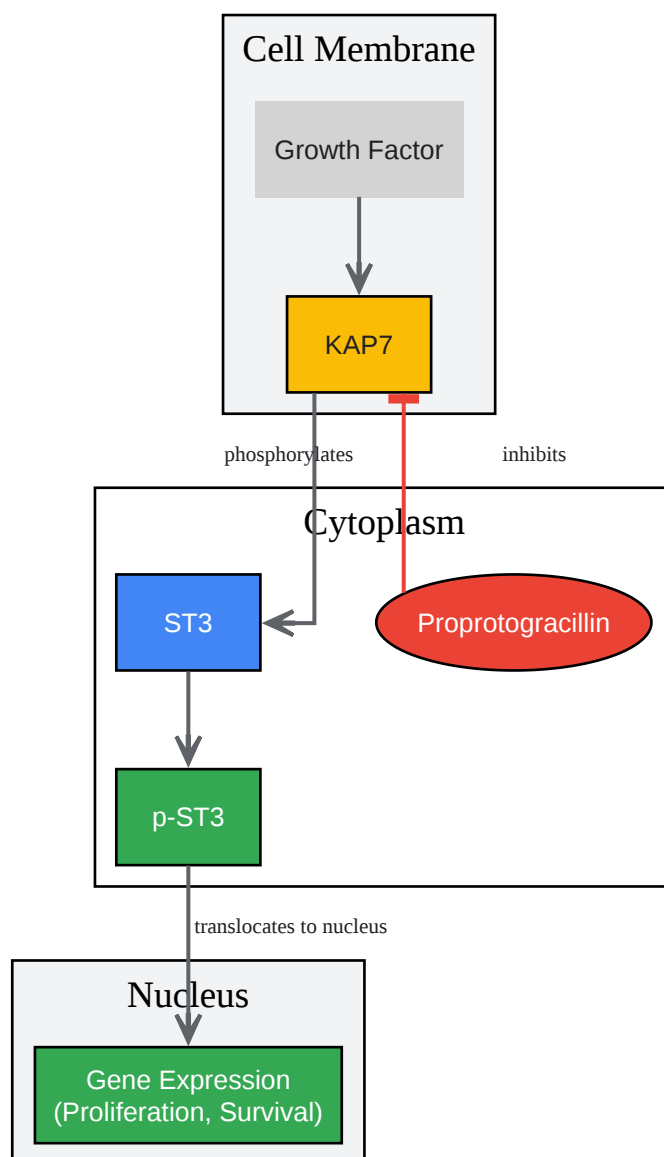 Cell Membrane
Growth Factor
KAP7
phosphorylates
inhibits
Cytoplasm
ST3
Proprotogracillin
p-ST3
translocates to nucleus
Nucleus
Gene Expression
(Proliferation, Survival)